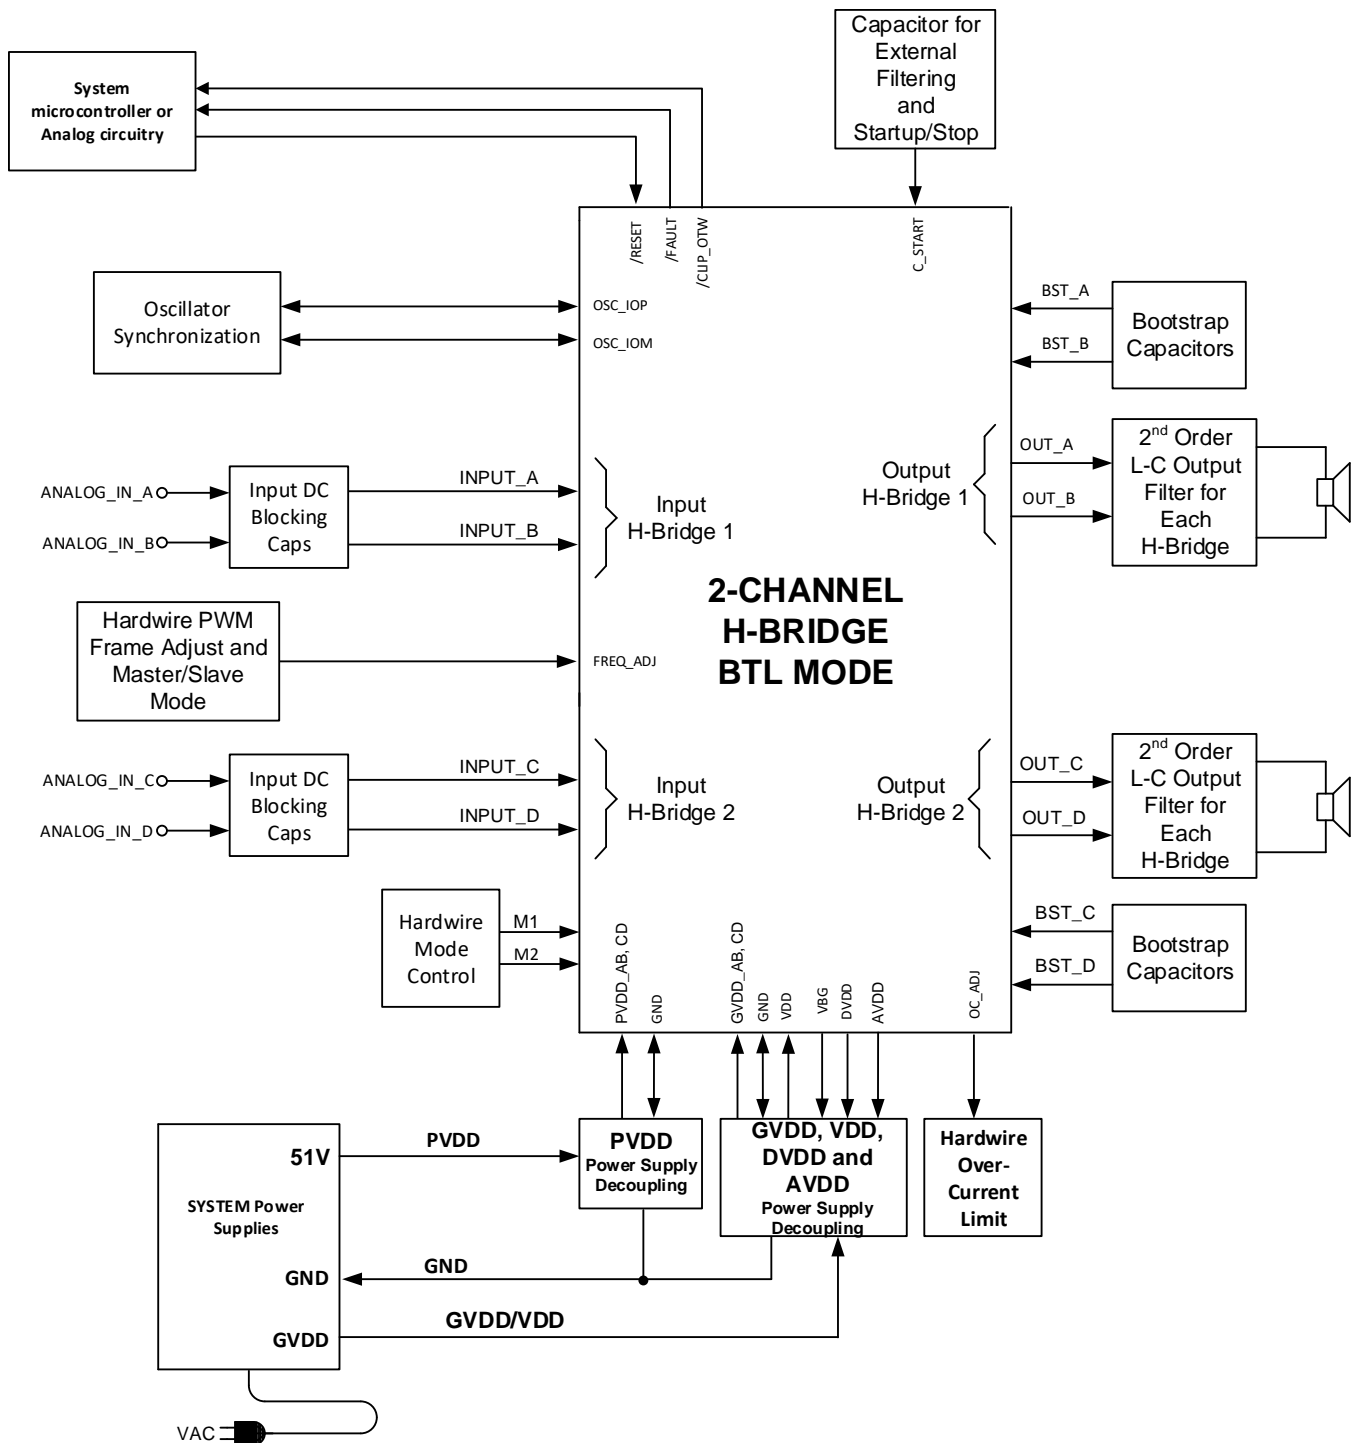 Capacitor for
External
Filtering
and
Startup/Stop
System
microcontroller or
Analog circuitry
/RESET
/FAULT
/CLIP_OTW
C_START
Oscillator
Synchronization
OSC_IOP
OSC_IOM
BST_A
BST_B
Bootstrap
Capacitors
ANALOG_IN_A
ANALOG_IN_B
Input DC
Blocking
Caps
INPUT_A
INPUT_B
Input
H-Bridge 1
Output
H-Bridge 1
OUT_A
OUT_B
2nd Order
L-C Output
Filter for
Each
H-Bridge
2-CHANNEL
H-BRIDGE
BTL MODE
Hardwire PWM
Frame Adjust and
Master/Slave
Mode
FREQ_ADJ
ANALOG_IN_C
ANALOG_IN_D
Input DC
Blocking
Caps
INPUT_C
INPUT_D
Input
H-Bridge 2
Output
H-Bridge 2
OUT_C
OUT_D
2nd Order
L-C Output
Filter for
Each
H-Bridge
Hardwire
Mode
Control
M1
M2
PVDD_AB, CD
GND
GVDD_AB, CD
GND
VDD
VBG
DVDD
AVDD
OC_ADJ
BST_C
BST_D
Bootstrap
Capacitors
51V
SYSTEM Power
Supplies
GND
GVDD
PVDD
PVDD
Power Supply
Decoupling
GVDD, VDD,
DVDD and
AVDD
Power Supply
Decoupling
Hardwire
Over-
Current
Limit
GND
GVDD/VDD
VAC